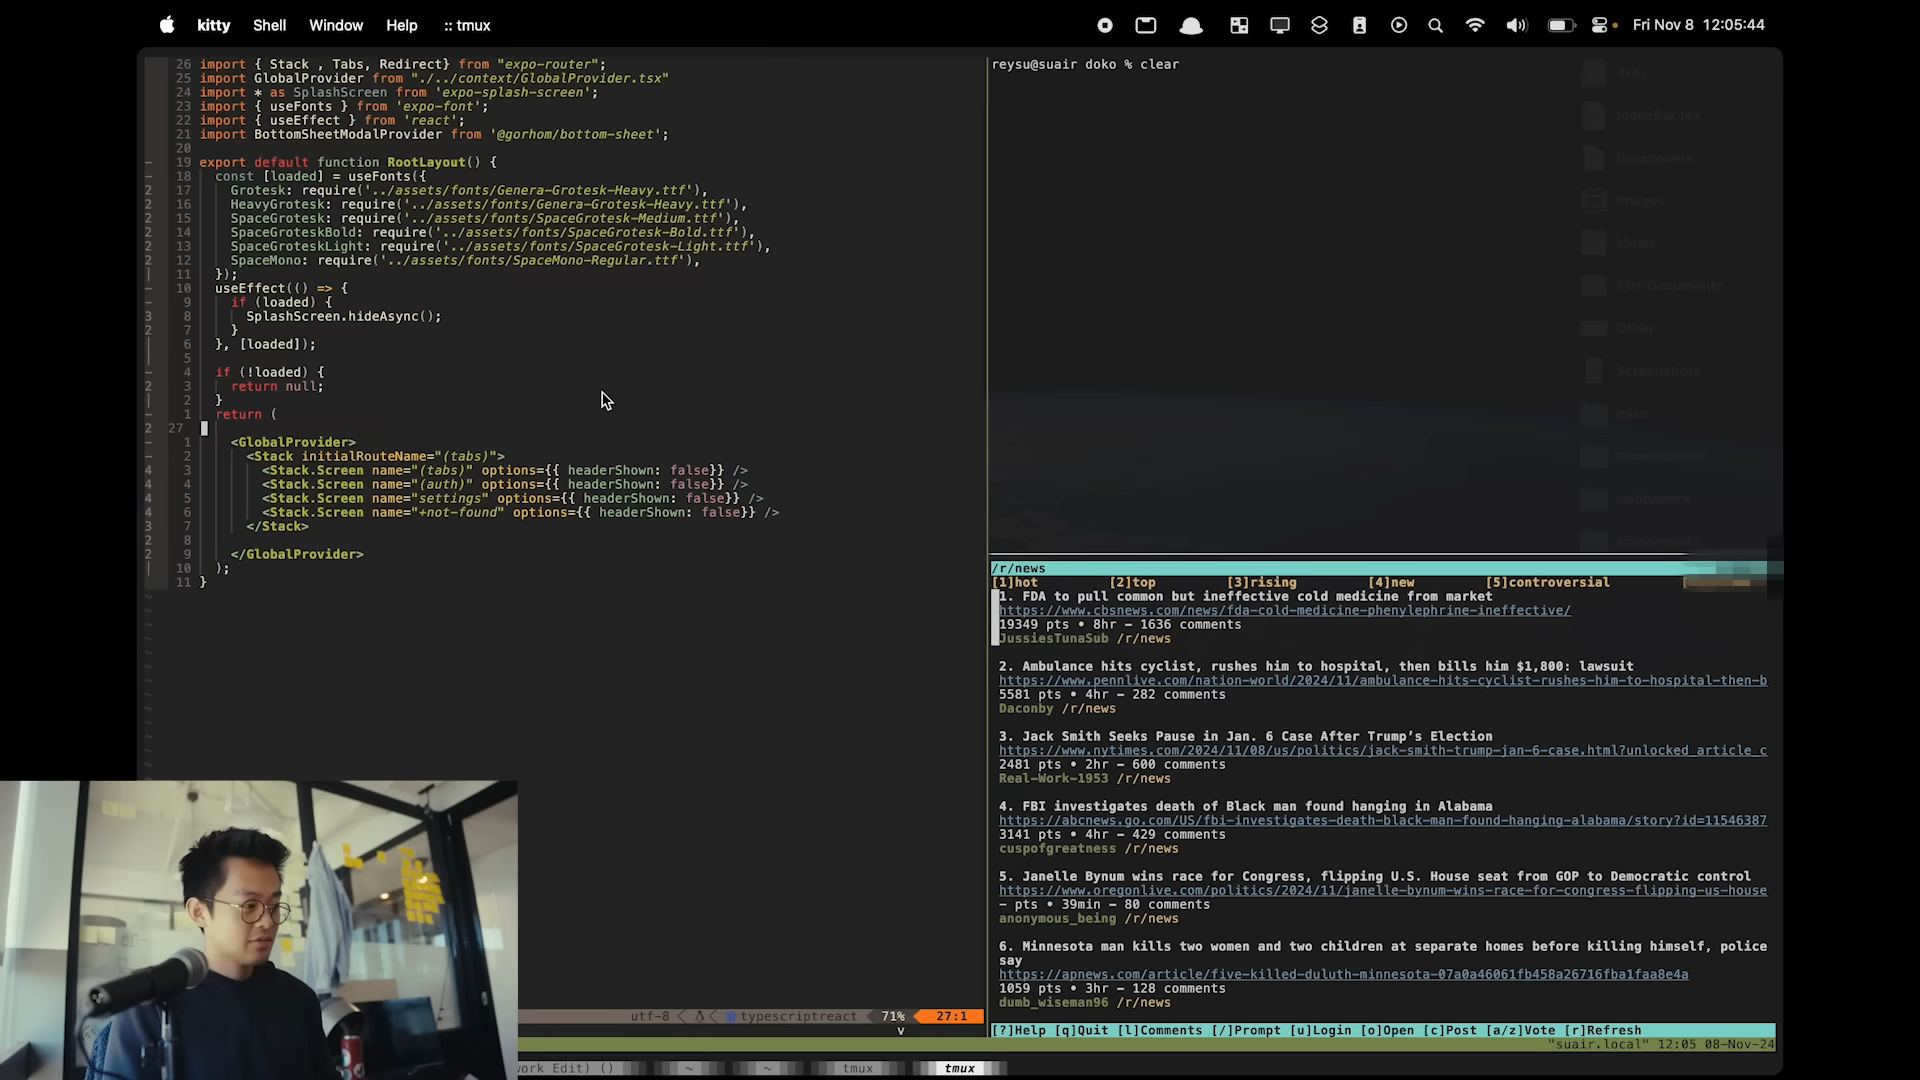 kitty Shell Window Help :: tmux
Fri Nov 8 12:05:44
26 import { Stack , Tabs, Redirect} from "expo-router";
25 import GlobalProvider from "./../context/GlobalProvider.tsx"
24 import * as SplashScreen from 'expo-splash-screen';
23 import { useFonts } from 'expo-font';
22 import { useEffect } from 'react';
21 import BottomSheetModalProvider from '@gorhom/bottom-sheet';
20
19 export default function RootLayout() {
18 const [loaded] = useFonts({
17 Grotesk: require('../assets/fonts/Genera-Grotesk-Heavy.ttf'),
16 HeavyGrotesk: require('../assets/fonts/Genera-Grotesk-Heavy.ttf'),
15 SpaceGrotesk: require('../assets/fonts/SpaceGrotesk-Medium.ttf'),
14 SpaceGroteskBold: require('../assets/fonts/SpaceGrotesk-Bold.ttf'),
13 SpaceGroteskLight: require('../assets/fonts/SpaceGrotesk-Light.ttf'),
12 SpaceMono: require('../assets/fonts/SpaceMono-Regular.ttf'),
11 });
10 useEffect(() => {
9 if (loaded) {
8 SplashScreen.hideAsync();
7 }
6 }, [loaded]);
5
4 if (!loaded) {
3 return null;
2 }
1 return (
27
1 <GlobalProvider>
2 <Stack initialRouteName="(tabs)">
3 <Stack.Screen name="(tabs)" options={{ headerShown: false}} />
4 <Stack.Screen name="(auth)" options={{ headerShown: false}} />
5 <Stack.Screen name="settings" options={{ headerShown: false}} />
6 <Stack.Screen name="+not-found" options={{ headerShown: false}} />
7 </Stack>
8
9 </GlobalProvider>
10 );
11 }
utf-8 typescriptreact 71% 27:1
v
reysu@suair doko % clear
Anki
IndexBar.tsx
Documents
Images
Music
PDF Documents
Other
Screenshots
misc
wallpapers
screenshots
/r/news
[1]hot [2]top [3]rising [4]new [5]controversial
1. FDA to pull common but ineffective cold medicine from market
https://www.cbsnews.com/news/fda-cold-medicine-phenylephrine-ineffective/
19349 pts • 8hr - 1636 comments
JussiesTunaSub /r/news
2. Ambulance hits cyclist, rushes him to hospital, then bills him $1,800: lawsuit
https://www.pennlive.com/nation-world/2024/11/ambulance-hits-cyclist-rushes-him-to-hospital-then-b
5581 pts • 4hr - 282 comments
Daconby /r/news
3. Jack Smith Seeks Pause in Jan. 6 Case After Trump's Election
https://www.nytimes.com/2024/11/08/us/politics/jack-smith-trump-jan-6-case.html?unlocked_article_c
2481 pts • 2hr - 600 comments
Real-Work-1953 /r/news
4. FBI investigates death of Black man found hanging in Alabama
https://abcnews.go.com/US/fbi-investigates-death-black-man-found-hanging-alabama/story?id=11546387
3141 pts • 4hr - 429 comments
cuspofgreatness /r/news
5. Janelle Bynum wins race for Congress, flipping U.S. House seat from GOP to Democratic control
https://www.oregonlive.com/politics/2024/11/janelle-bynum-wins-race-for-congress-flipping-us-house
- pts • 39min - 80 comments
anonymous_being /r/news
6. Minnesota man kills two women and two children at separate homes before killing himself, police
say
https://apnews.com/article/five-killed-duluth-minnesota-07a0a46061fb458a26716fba1faa8e4a
1059 pts • 3hr - 128 comments
dumb_wiseman96 /r/news
[?]Help [q]Quit [l]Comments [/]Prompt [u]Login [o]Open [c]Post [a/z]Vote [r]Refresh
"suair.local" 12:05 08-Nov-24
ork Edit) () ~ ~ tmux tmux